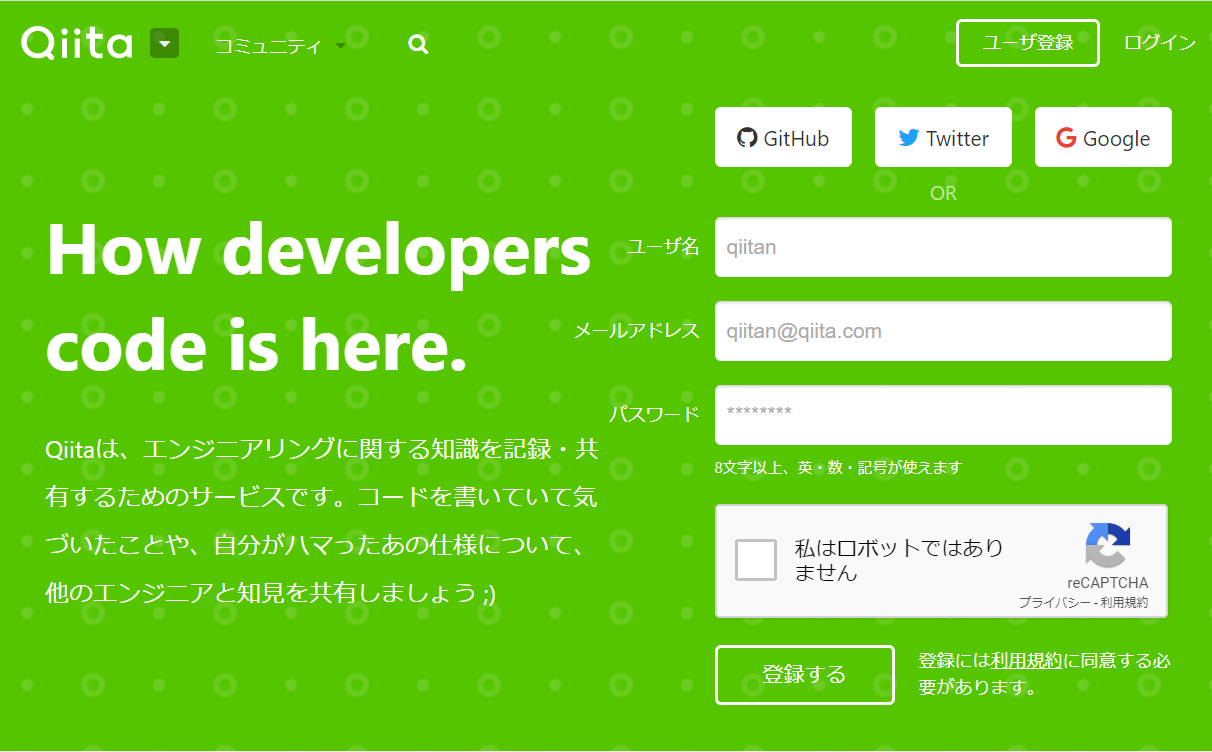 Qiita
コミュニティ
ユーザ登録
ログイン
How developers
code is here.
Qiitaは、エンジニアリングに関する知識を記録・共
有するためのサービスです。コードを書いていて気
づいたことや、自分がハマったあの仕様について、
他のエンジニアと知見を共有しましょう ;)
GitHub
Twitter
Google
OR
ユーザ名
qiitan
メールアドレス
qiitan@qiita.com
パスワード
********
8文字以上、英・数・記号が使えます
私はロボットではあり
ません
reCAPTCHA
プライバシー - 利用規約
登録する
登録には利用規約に同意する必
要があります。